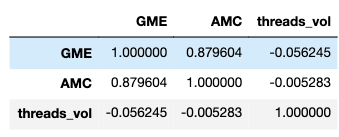 GME AMC threads_vol
GME 1.000000 0.879604 -0.056245
AMC 0.879604 1.000000 -0.005283
threads_vol -0.056245 -0.005283 1.000000